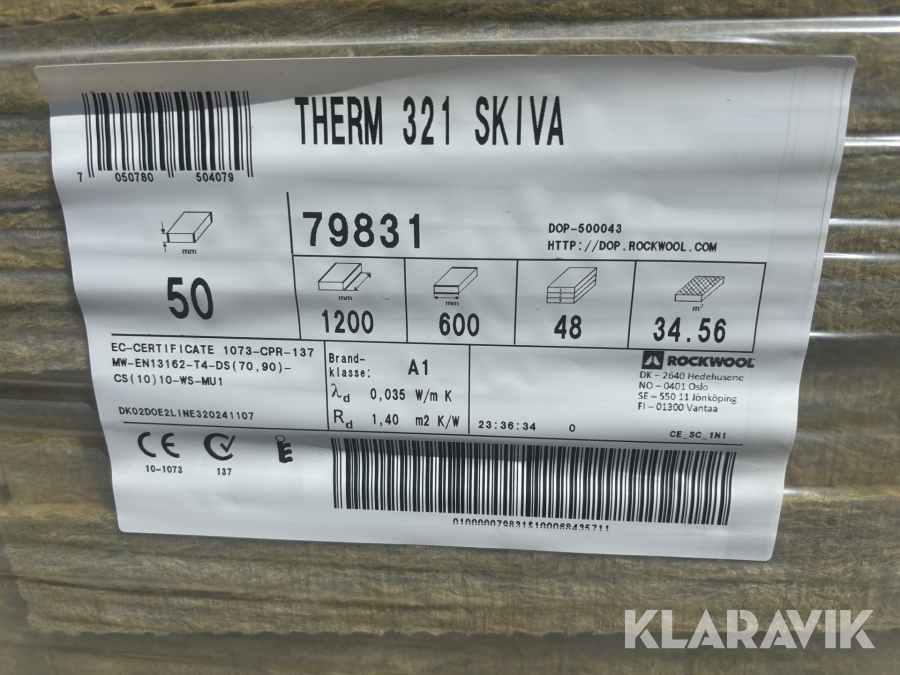 THERM 321 SKIVA
7 050780 504079
79831
DOP-500043
HTTP://DOP.ROCKWOOL.COM
mm
50
mm
1200
mm
600
48
m²
34.56
EC-CERTIFICATE 1073-CPR-137
MW-EN13162-T4-DS(70,90)-
CS(10)10-WS-MU1
DK02DOE2LINE320241107
Brand-
klasse: A1
λd 0,035 W/m K
Rd 1,40 m2 K/W
23:36:34 0
ROCKWOOL
DK – 2640 Hedehusene
NO – 0401 Oslo
SE – 550 11 Jönköping
FI – 01300 Vantaa
CE_SC_1N1
CE
10-1073
137
010000079831$100068435711
KLARAVIK